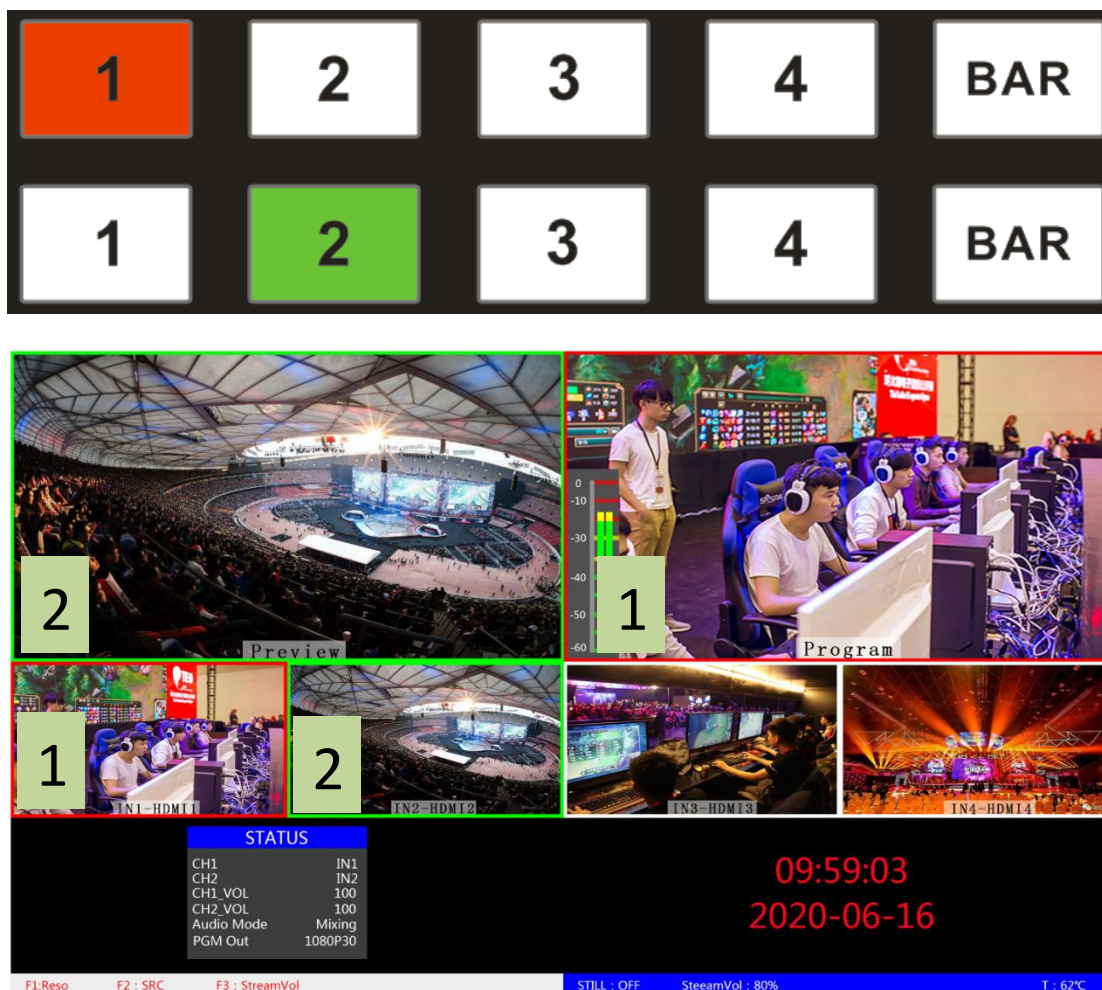 1 2 3 4 BAR
1 2 3 4 BAR
0
-10
-30
-40
-50
-60
2
1
Preview
Program
TED
1
2
IN1-HDMI1
IN2-HDMI2
IN3-HDMI3
IN4-HDMI4
STATUS
CH1 IN1
CH2 IN2
CH1_VOL 100
CH2_VOL 100
Audio Mode Mixing
PGM Out 1080P30
09:59:03
2020-06-16
F1:Reso F2 : SRC F3 : StreamVol
STILL : OFF SteeamVol : 80% T : 62℃